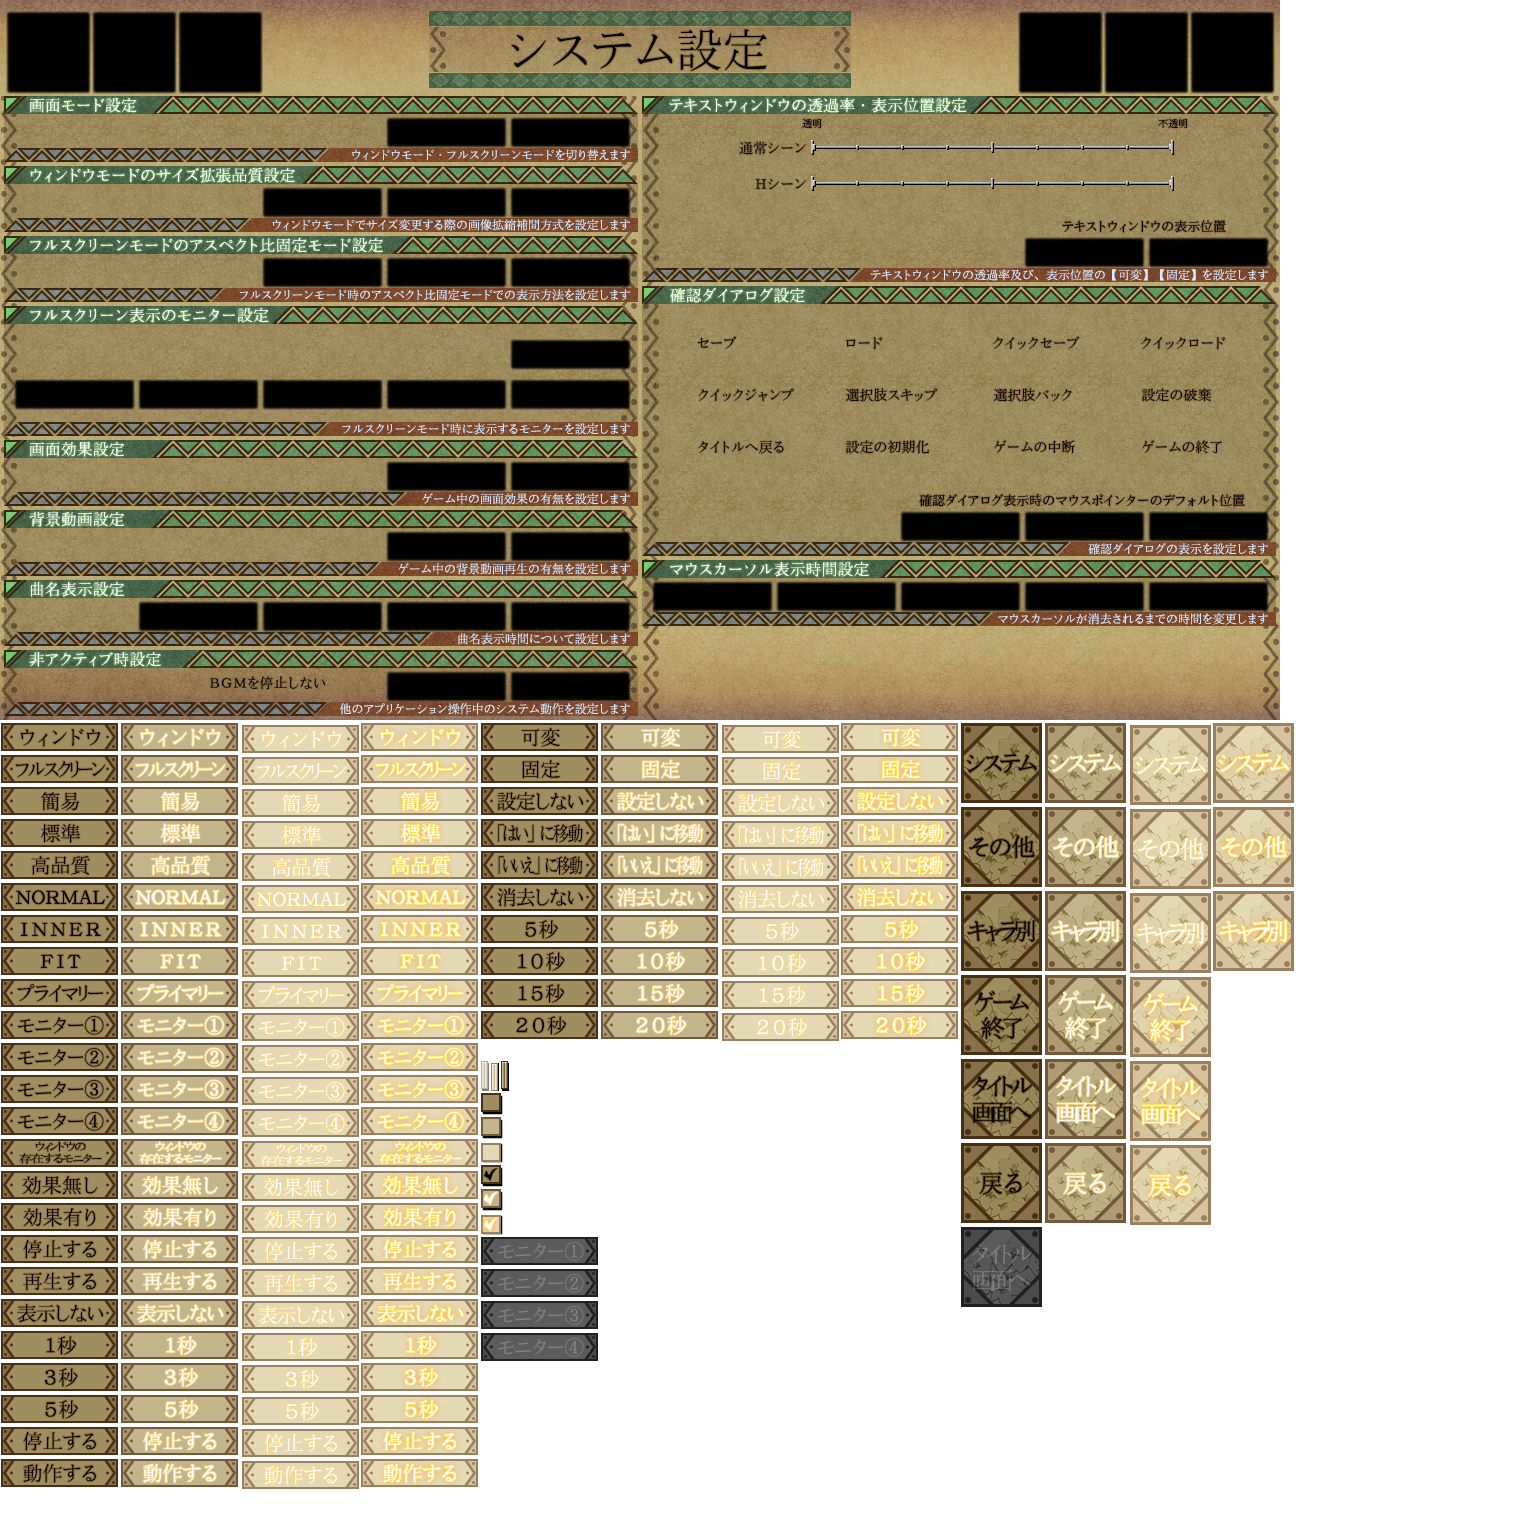 システム設定
画面モード設定
ウィンドウモード・フルスクリーンモードを切り替えます
ウィンドウモードのサイズ拡張品質設定
ウィンドウモードでサイズ変更する際の画像拡縮補間方式を設定します
フルスクリーンモードのアスペクト比固定モード設定
フルスクリーンモード時のアスペクト比固定モードでの表示方法を設定します
フルスクリーン表示のモニター設定
フルスクリーンモード時に表示するモニターを設定します
画面効果設定
ゲーム中の画面効果の有無を設定します
背景動画設定
ゲーム中の背景動画再生の有無を設定します
曲名表示設定
曲名表示時間について設定します
非アクティブ時設定
BGMを停止しない
他のアプリケーション操作中のシステム動作を設定します
テキストウィンドウの透過率・表示位置設定
透明 不透明
通常シーン
Hシーン
テキストウィンドウの表示位置
テキストウィンドウの透過率及び、表示位置の【可変】【固定】を設定します
確認ダイアログ設定
セーブ ロード クイックセーブ クイックロード
クイックジャンプ 選択肢スキップ 選択肢バック 設定の破棄
タイトルへ戻る 設定の初期化 ゲームの中断 ゲームの終了
確認ダイアログ表示時のマウスポインターのデフォルト位置
確認ダイアログの表示を設定します
マウスカーソル表示時間設定
マウスカーソルが消去されるまでの時間を変更します
ウィンドウ ウィンドウ ウィンドウ ウィンドウ
フルスクリーン フルスクリーン フルスクリーン フルスクリーン
簡易 簡易 簡易 簡易
標準 標準 標準 標準
高品質 高品質 高品質 高品質
NORMAL NORMAL NORMAL NORMAL
INNER INNER INNER INNER
FIT FIT FIT FIT
プライマリー プライマリー プライマリー プライマリー
モニター① モニター① モニター① モニター①
モニター② モニター② モニター② モニター②
モニター③ モニター③ モニター③ モニター③
モニター④ モニター④ モニター④ モニター④
ウィンドウの ウィンドウの ウィンドウの ウィンドウの
存在するモニター 存在するモニター 存在するモニター 存在するモニター
効果無し 効果無し 効果無し 効果無し
効果有り 効果有り 効果有り 効果有り
停止する 停止する 停止する 停止する
再生する 再生する 再生する 再生する
表示しない 表示しない 表示しない 表示しない
1秒 1秒 1秒 1秒
3秒 3秒 3秒 3秒
5秒 5秒 5秒 5秒
停止する 停止する 停止する 停止する
動作する 動作する 動作する 動作する
可変 可変 可変 可変
固定 固定 固定 固定
設定しない 設定しない 設定しない 設定しない
「はい」に移動 「はい」に移動 「はい」に移動 「はい」に移動
「いいえ」に移動 「いいえ」に移動 「いいえ」に移動 「いいえ」に移動
消去しない 消去しない 消去しない 消去しない
5秒 5秒 5秒 5秒
10秒 10秒 10秒 10秒
15秒 15秒 15秒 15秒
20秒 20秒 20秒 20秒
モニター①
モニター②
モニター③
モニター④
システム システム システム システム
その他 その他 その他 その他
キャラ別 キャラ別 キャラ別 キャラ別
ゲーム ゲーム ゲーム
終了 終了 終了
タイトル タイトル タイトル
画面へ 画面へ 画面へ
戻る 戻る 戻る
タイトル
画面へ